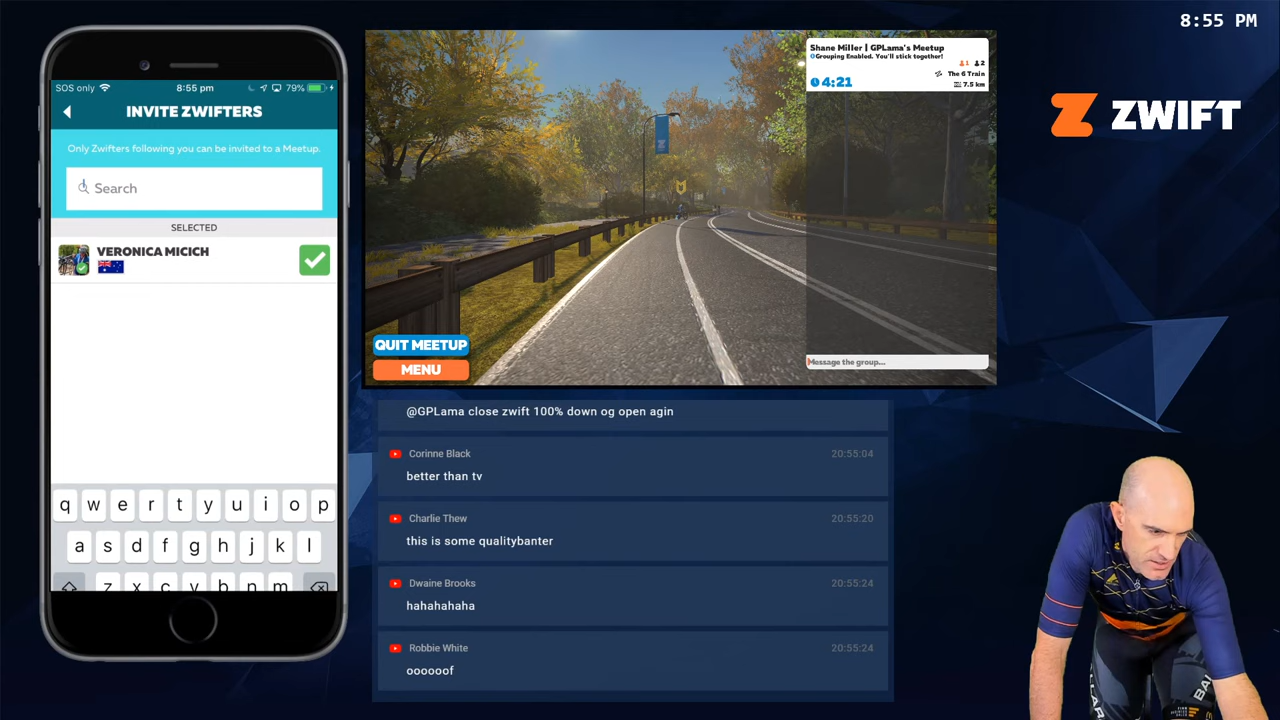 8:55 PM
SOS only
8:55 pm
79%
INVITE ZWIFTERS
Only Zwifters following you can be invited to a Meetup.
Search
SELECTED
VERONICA MICICH
q w e r t y u i o p
a s d f g h j k l
z x c v b n m
Shane Miller | GPLama's Meetup
Grouping Enabled. You'll stick together!
1 2
4:21
The 6 Train
7.5 km
QUIT MEETUP
MENU
Message the group...
ZWIFT
@GPLama close zwift 100% down og open agin
Corinne Black 20:55:04
better than tv
Charlie Thew 20:55:20
this is some qualitybanter
Dwaine Brooks 20:55:24
hahahahaha
Robbie White 20:55:24
oooooof